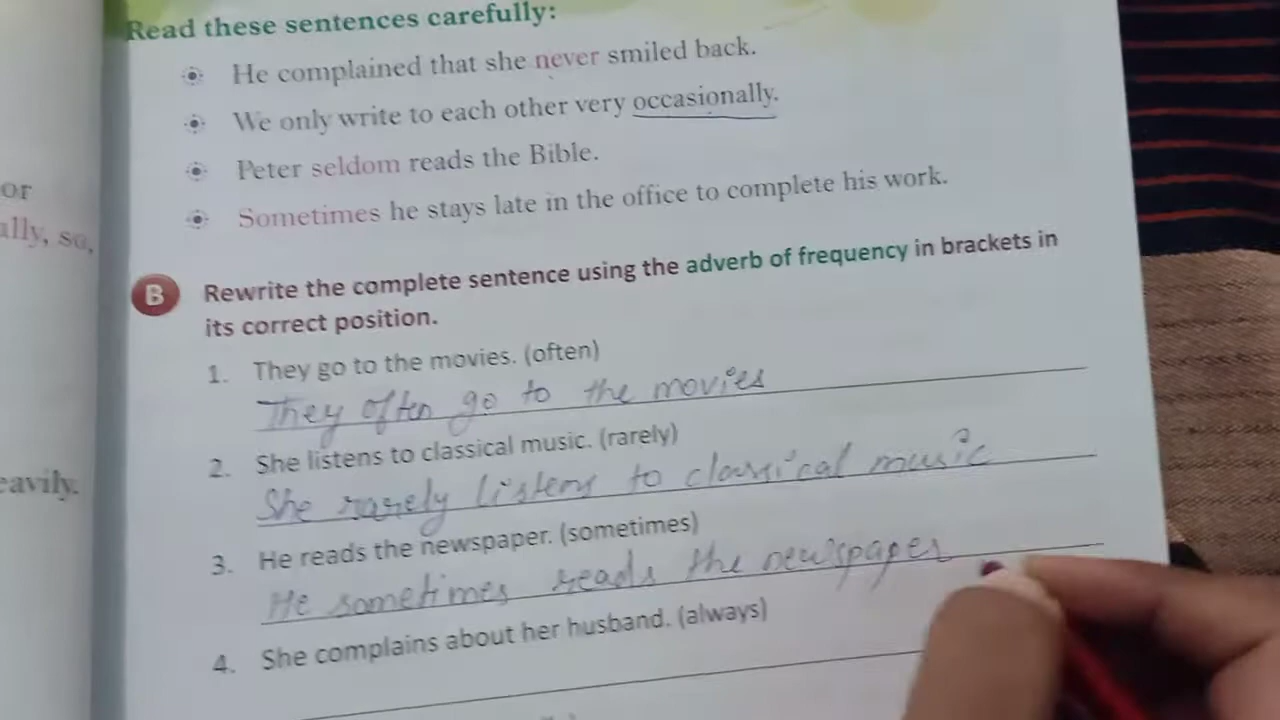 Read these sentences carefully:
He complained that she never smiled back.
We only write to each other very occasionally.
Peter seldom reads the Bible.
Sometimes he stays late in the office to complete his work.
or
ally, so,
eavily.
B Rewrite the complete sentence using the adverb of frequency in brackets in
its correct position.
1. They go to the movies. (often)
They often go to the movies
2. She listens to classical music. (rarely)
She rarely listens to classical music
3. He reads the newspaper. (sometimes)
He sometimes reads the newspaper
4. She complains about her husband. (always)